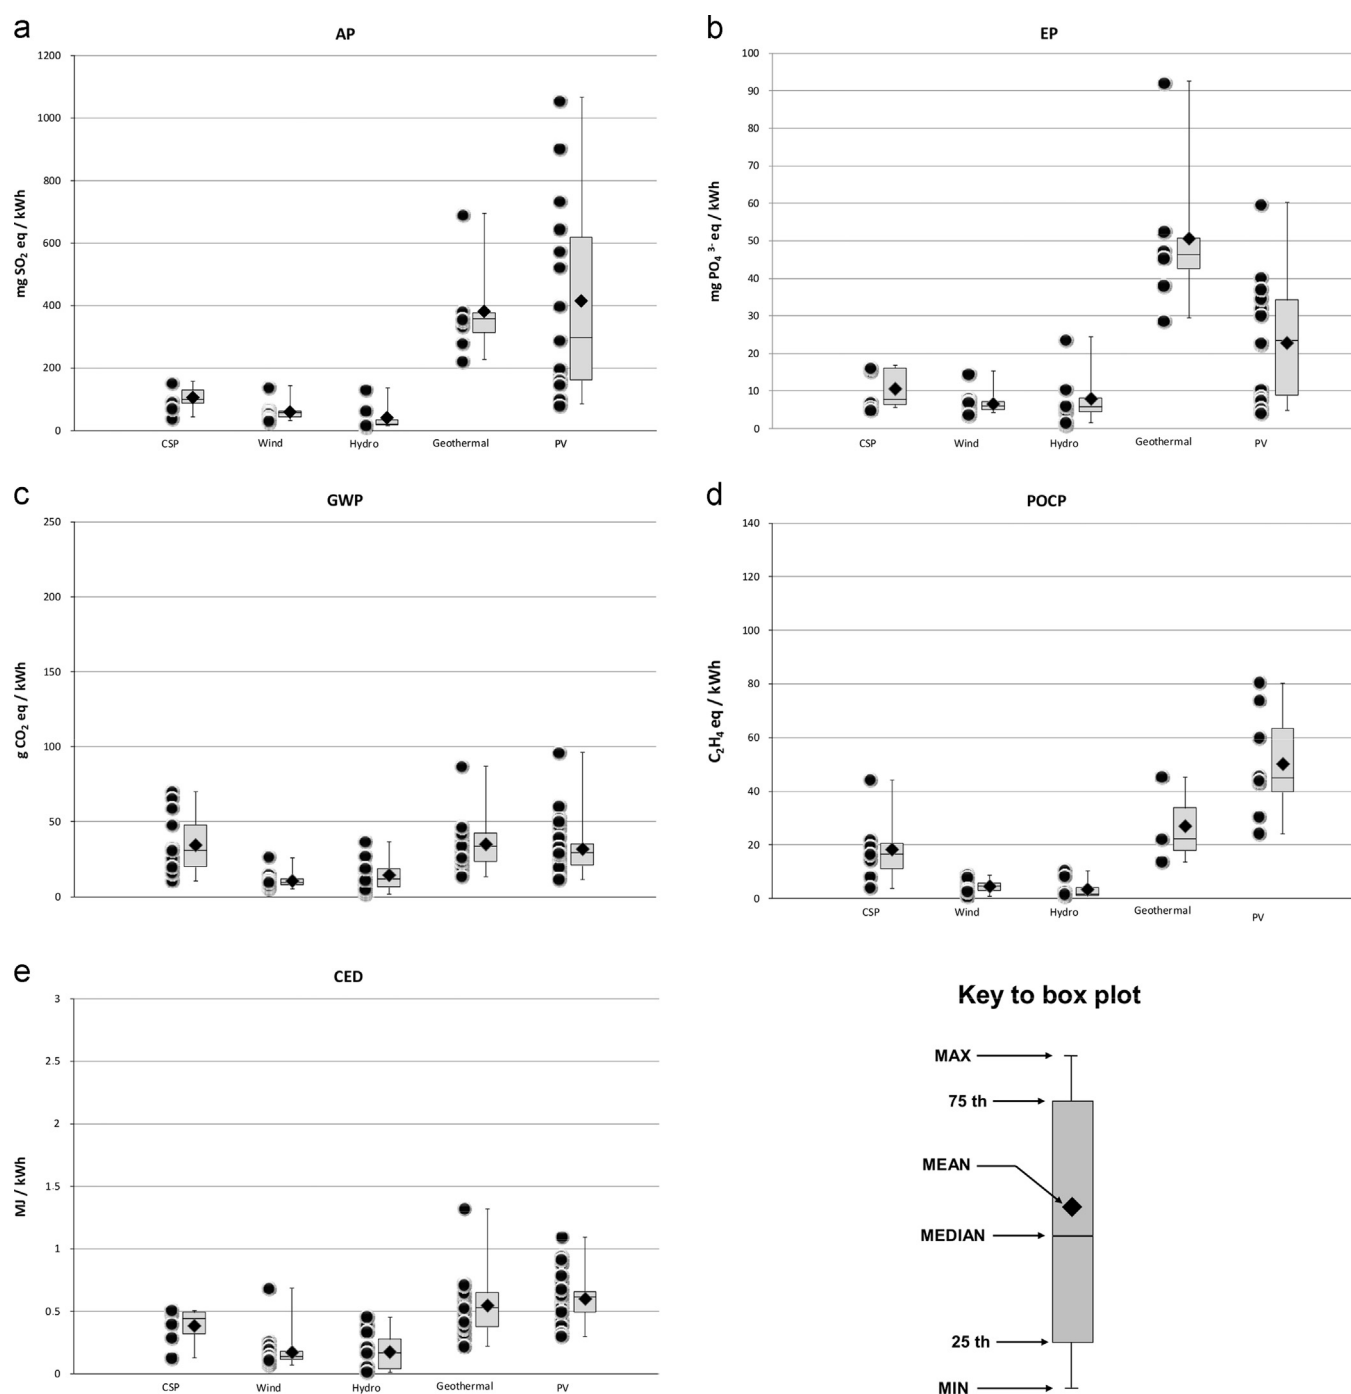 a
AP
1200
1000
800
600
400
200
0
mg SO₂ eq / kWh
CSP
Wind
Hydro
Geothermal
PV
b
EP
100
90
80
70
60
50
40
30
20
10
0
mg PO₄ ³⁻ eq / kWh
CSP
Wind
Hydro
Geothermal
PV
c
GWP
250
200
150
100
50
0
g CO₂ eq / kWh
d
POCP
140
120
100
80
60
40
20
0
C₂H₄ eq / kWh
CSP
Wind
Hydro
Geothermal
PV
e
CED
3
2.5
2
1.5
1
0.5
0
MJ / kWh
CSP
Wind
Hydro
Geothermal
PV
Key to box plot
MAX
75 th
MEAN
MEDIAN
25 th
MIN